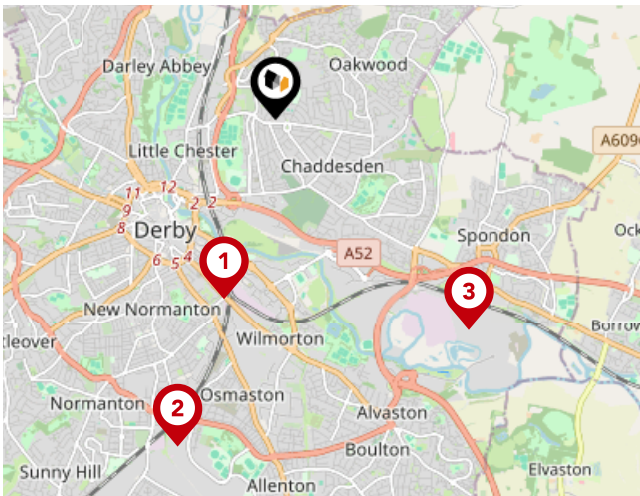 Darley Abbey
Oakwood
A609
Little Chester
Chaddesden
11
12
9
2
2
8
Derby
Spondon
Ock
6
5
4
1
A52
3
New Normanton
tleover
Wilmorton
Borrow
Normanton
2
Osmaston
Alvaston
Boulton
Sunny Hill
Allenton
Elvaston